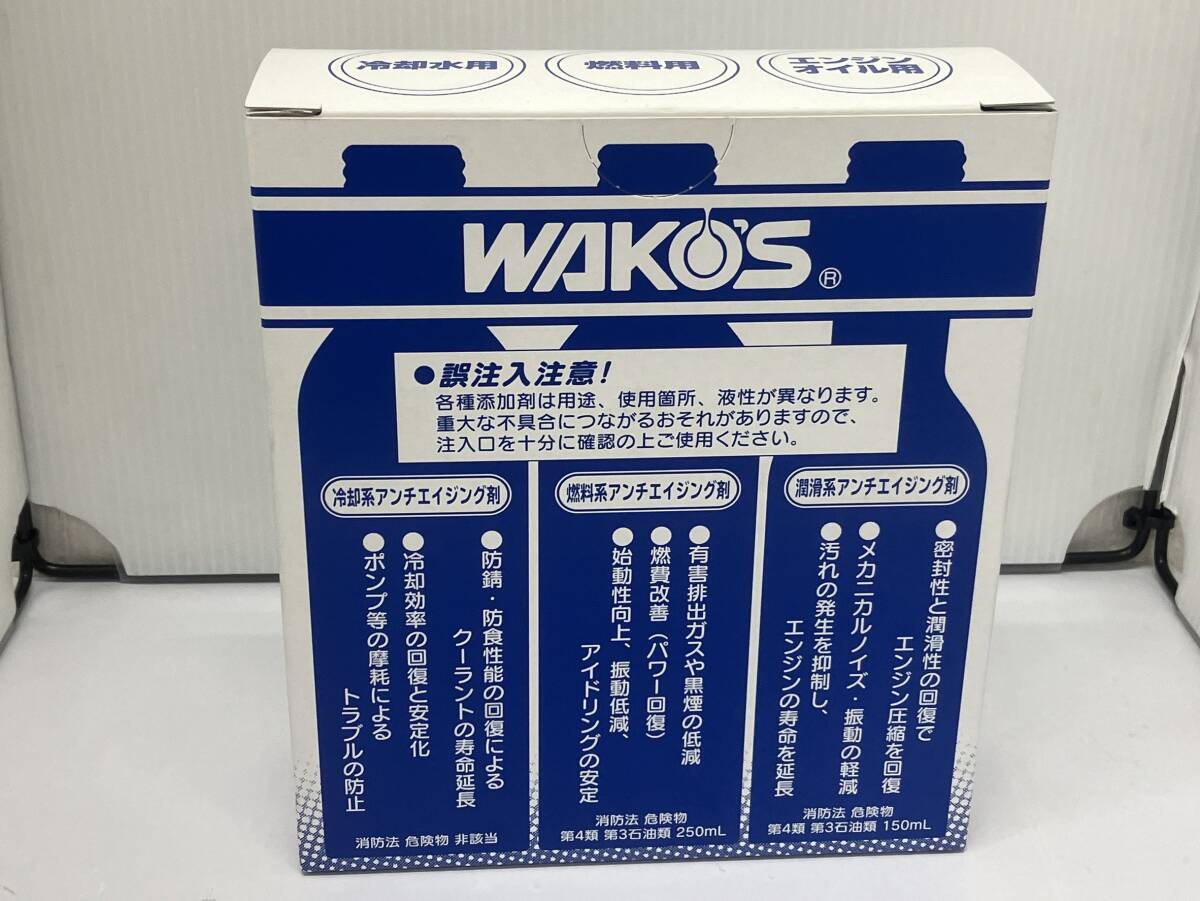 冷却水用
燃料用
エンジン
オイル用
WAKO'S®
●誤注入注意!
各種添加剤は用途、使用箇所、液性が異なります。
重大な不具合につながるおそれがありますので、
注入口を十分に確認の上ご使用ください。
冷却系アンチエイジング剤
●防錆・防食性能の回復による
クーラントの寿命延長
●冷却効率の回復と安定化
●ポンプ等の摩耗による
トラブルの防止
消防法 危険物 非該当
燃料系アンチエイジング剤
●有害排出ガスや黒煙の低減
●燃費改善(パワー回復)
●始動性向上、振動低減、
アイドリングの安定
消防法 危険物
第4類 第3石油類 250mL
潤滑系アンチエイジング剤
●密封性と潤滑性の回復で
エンジン圧縮を回復
●メカニカルノイズ・振動の軽減
●汚れの発生を抑制し、
エンジンの寿命を延長
消防法 危険物
第4類 第3石油類 150mL